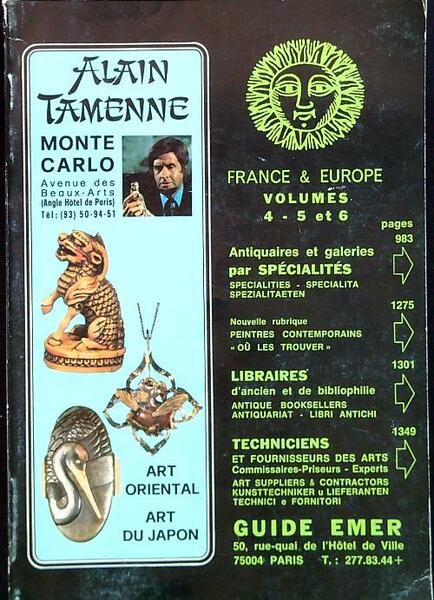 ALAIN
TAMENNE
MONTE
CARLO
Avenue des
Beaux-Arts
(Angle Hôtel de Paris)
Tél: (93) 50-94-51
ART
ORIENTAL
ART
DU JAPON
FRANCE & EUROPE
VOLUMES
4 - 5 et 6
pages
983
Antiquaires et galeries
par SPÉCIALITÉS
SPECIALITIES - SPECIALITA
SPEZIALITAETEN
1275
Nouvelle rubrique
PEINTRES CONTEMPORAINS
« OÙ LES TROUVER »
1301
LIBRAIRES
d'ancien et de bibliophilie
ANTIQUE BOOKSELLERS
ANTIQUARIAT - LIBRI ANTICHI
1349
TECHNICIENS
ET FOURNISSEURS DES ARTS
Commissaires-Priseurs - Experts
ART SUPPLIERS & CONTRACTORS
KUNSTTECHNIKER u LIEFERANTEN
TECHNICI e FORNITORI
GUIDE EMER
50, rue-quai de l'Hôtel de Ville
75004 PARIS T. : 277.83.44+